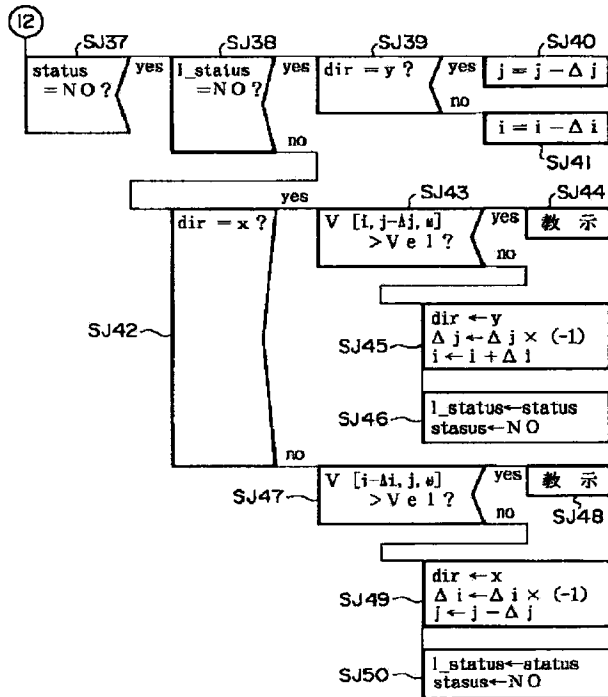 12
SJ37
SJ38
SJ39
SJ40
status
=NO?
yes
l_status
=NO?
yes
dir = y ?
yes
j = j - Δ j
no
i = i - Δ i
no
SJ41
yes
SJ43
SJ44
dir = x ?
V [i, j-Δj, ω]
> V e l ?
yes
教 示
no
SJ42
SJ45
dir ← y
Δ j ← Δ j × (-1)
i ← i + Δ i
SJ46
l_status←status
stasus←N O
no
SJ47
V [i-Δi, j, ω]
> V e l ?
yes
教 示
no
SJ48
SJ49
dir ← x
Δ i ← Δ i × (-1)
j ← j - Δ j
SJ50
l_status←status
stasus←N O